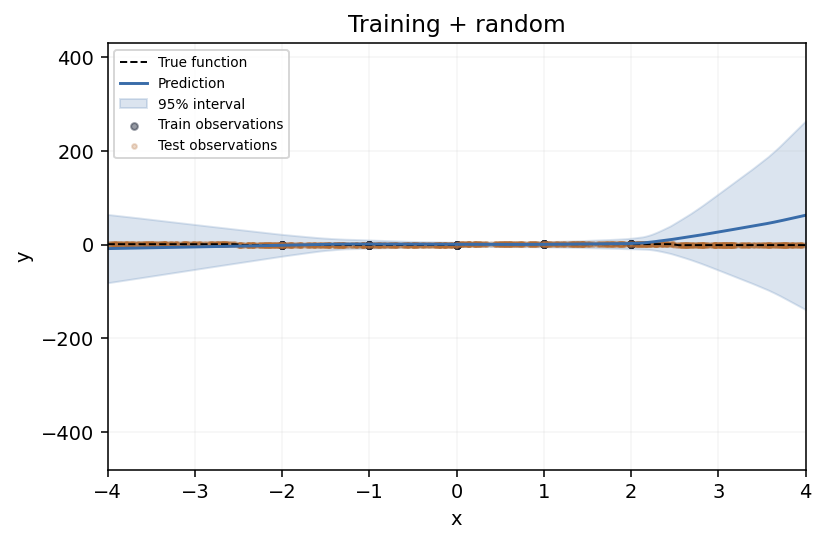 Training + random
True function
Prediction
95% interval
Train observations
Test observations
400
200
0
−200
−400
y
−4
−3
−2
−1
0
1
2
3
4
x